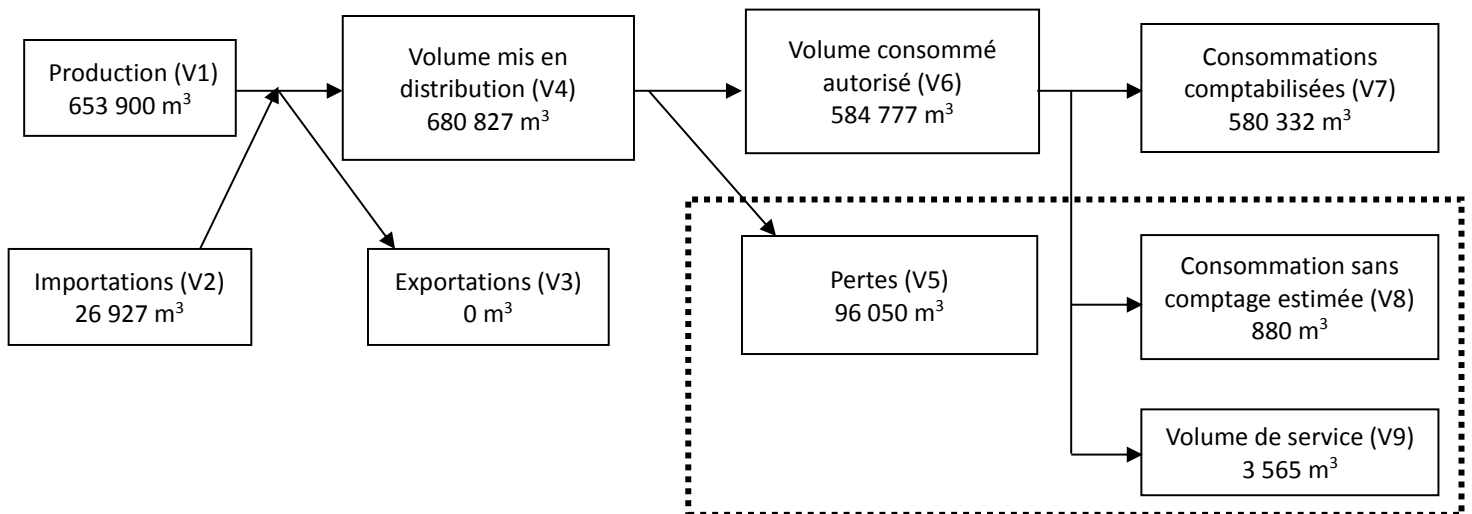 Production (V1)
653 900 m³
Volume mis en
distribution (V4)
680 827 m³
Volume consommé
autorisé (V6)
584 777 m³
Consommations
comptabilisées (V7)
580 332 m³
Importations (V2)
26 927 m³
Exportations (V3)
0 m³
Pertes (V5)
96 050 m³
Consommation sans
comptage estimée (V8)
880 m³
Volume de service (V9)
3 565 m³